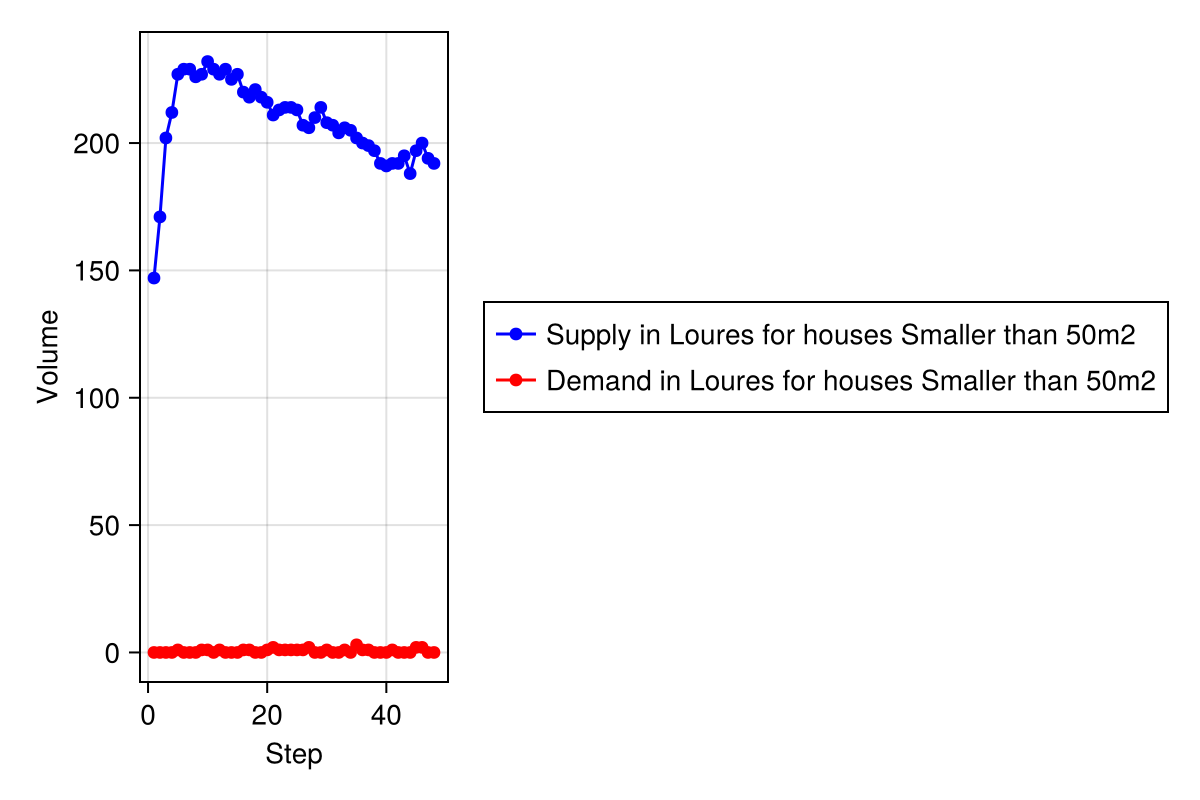 Volume
200
150
100
50
0
0 20 40
Step
Supply in Loures for houses Smaller than 50m2
Demand in Loures for houses Smaller than 50m2